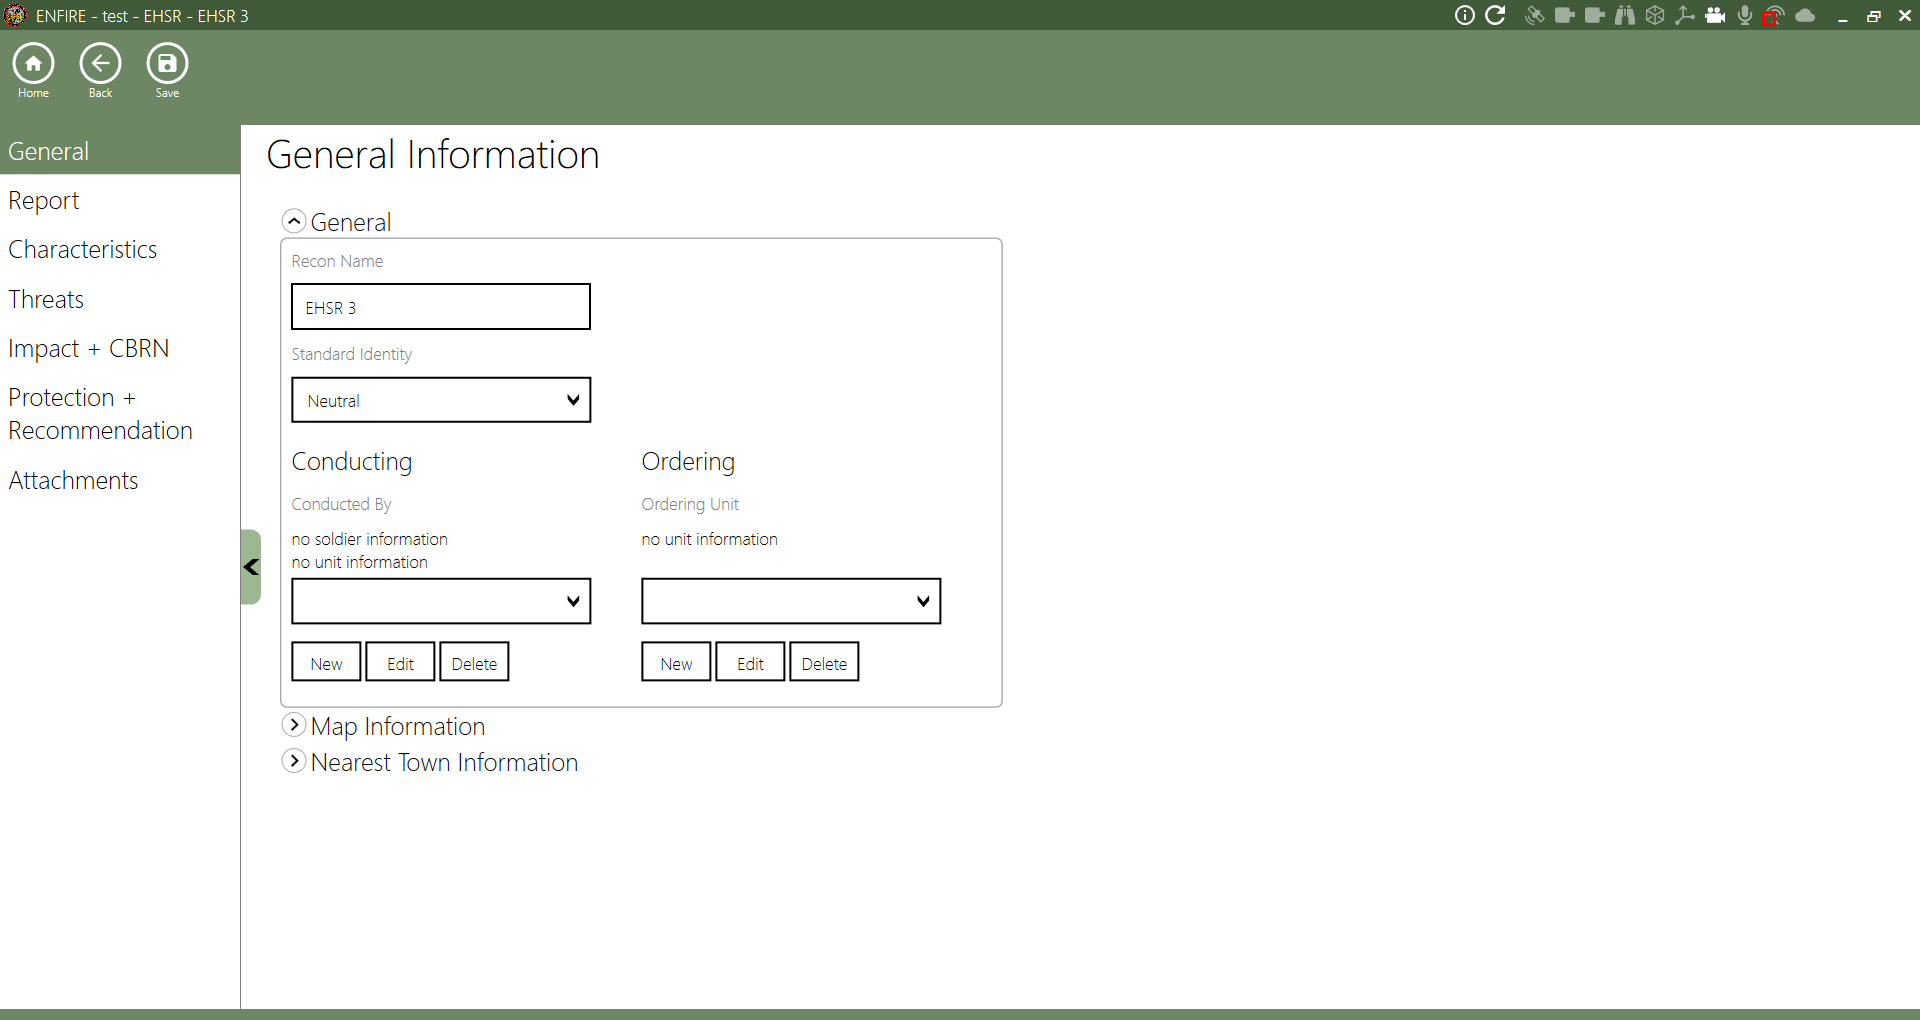 ENFIRE - test - EHSR - EHSR 3
Home
Back
Save
General
Report
Characteristics
Threats
Impact + CBRN
Protection +
Recommendation
Attachments
General Information
General
Recon Name
EHSR 3
Standard Identity
Neutral
Conducting
Ordering
Conducted By
Ordering Unit
no soldier information
no unit information
no unit information
New
Edit
Delete
New
Edit
Delete
Map Information
Nearest Town Information